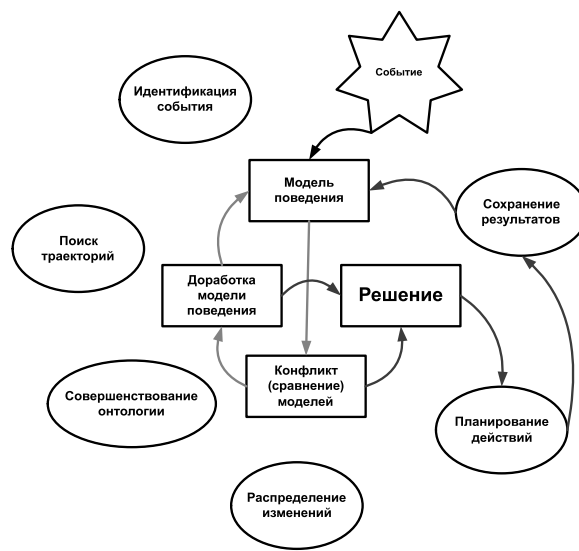 Событие
Идентификация
события
Модель
поведения
Сохранение
результатов
Поиск
траекторий
Доработка
модели
поведения
Решение
Конфликт
(сравнение)
моделей
Совершенствование
онтологии
Планирование
действий
Распределение
изменений